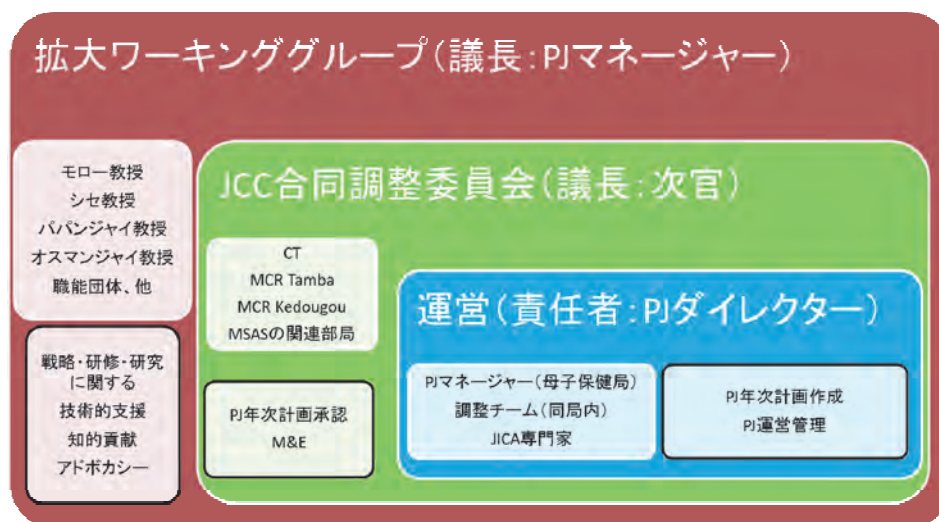 拡大ワーキンググループ(議長:PJマネージャー)
モロー教授
シセ教授
パパンジャイ教授
オスマンジャイ教授
職能団体、他
戦略・研修・研究
に関する
技術的支援
知的貢献
アドボカシー
JCC合同調整委員会(議長:次官)
CT
MCR Tamba
MCR Kedougou
MSASの関連部局
PJ年次計画承認
M&E
運営(責任者:PJダイレクター)
PJマネージャー(母子保健局)
調整チーム(同局内)
JICA専門家
PJ年次計画作成
PJ運営管理